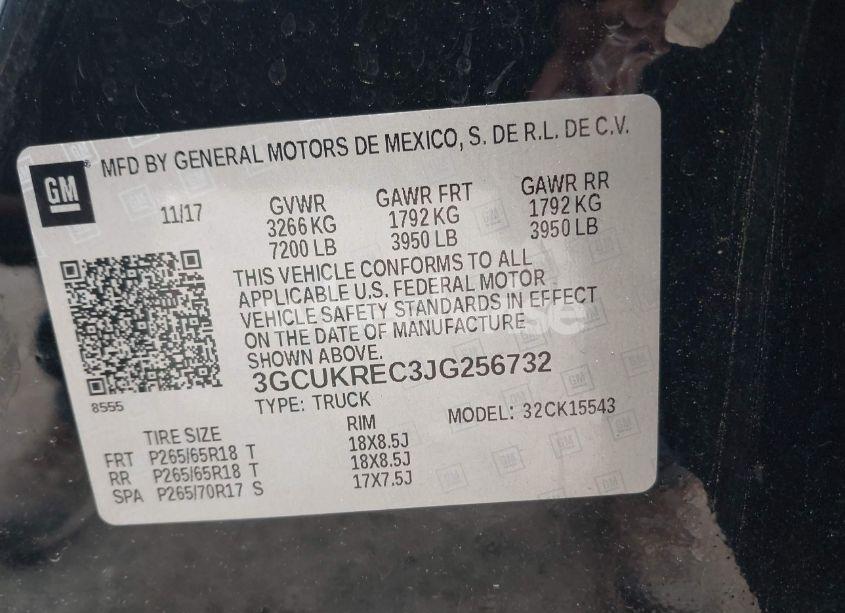 GM
MFD BY GENERAL MOTORS DE MEXICO, S. DE R.L. DE C.V.
11/17
GVWR
3266 KG
7200 LB
GAWR FRT
1792 KG
3950 LB
GAWR RR
1792 KG
3950 LB
THIS VEHICLE CONFORMS TO ALL
APPLICABLE U.S. FEDERAL MOTOR
VEHICLE SAFETY STANDARDS IN EFFECT
ON THE DATE OF MANUFACTURE
SHOWN ABOVE.
3GCUKREC3JG256732
8555
TYPE: TRUCK
MODEL: 32CK15543
TIRE SIZE RIM
FRT P265/65R18 T 18X8.5J
RR P265/65R18 T 18X8.5J
SPA P265/70R17 S 17X7.5J